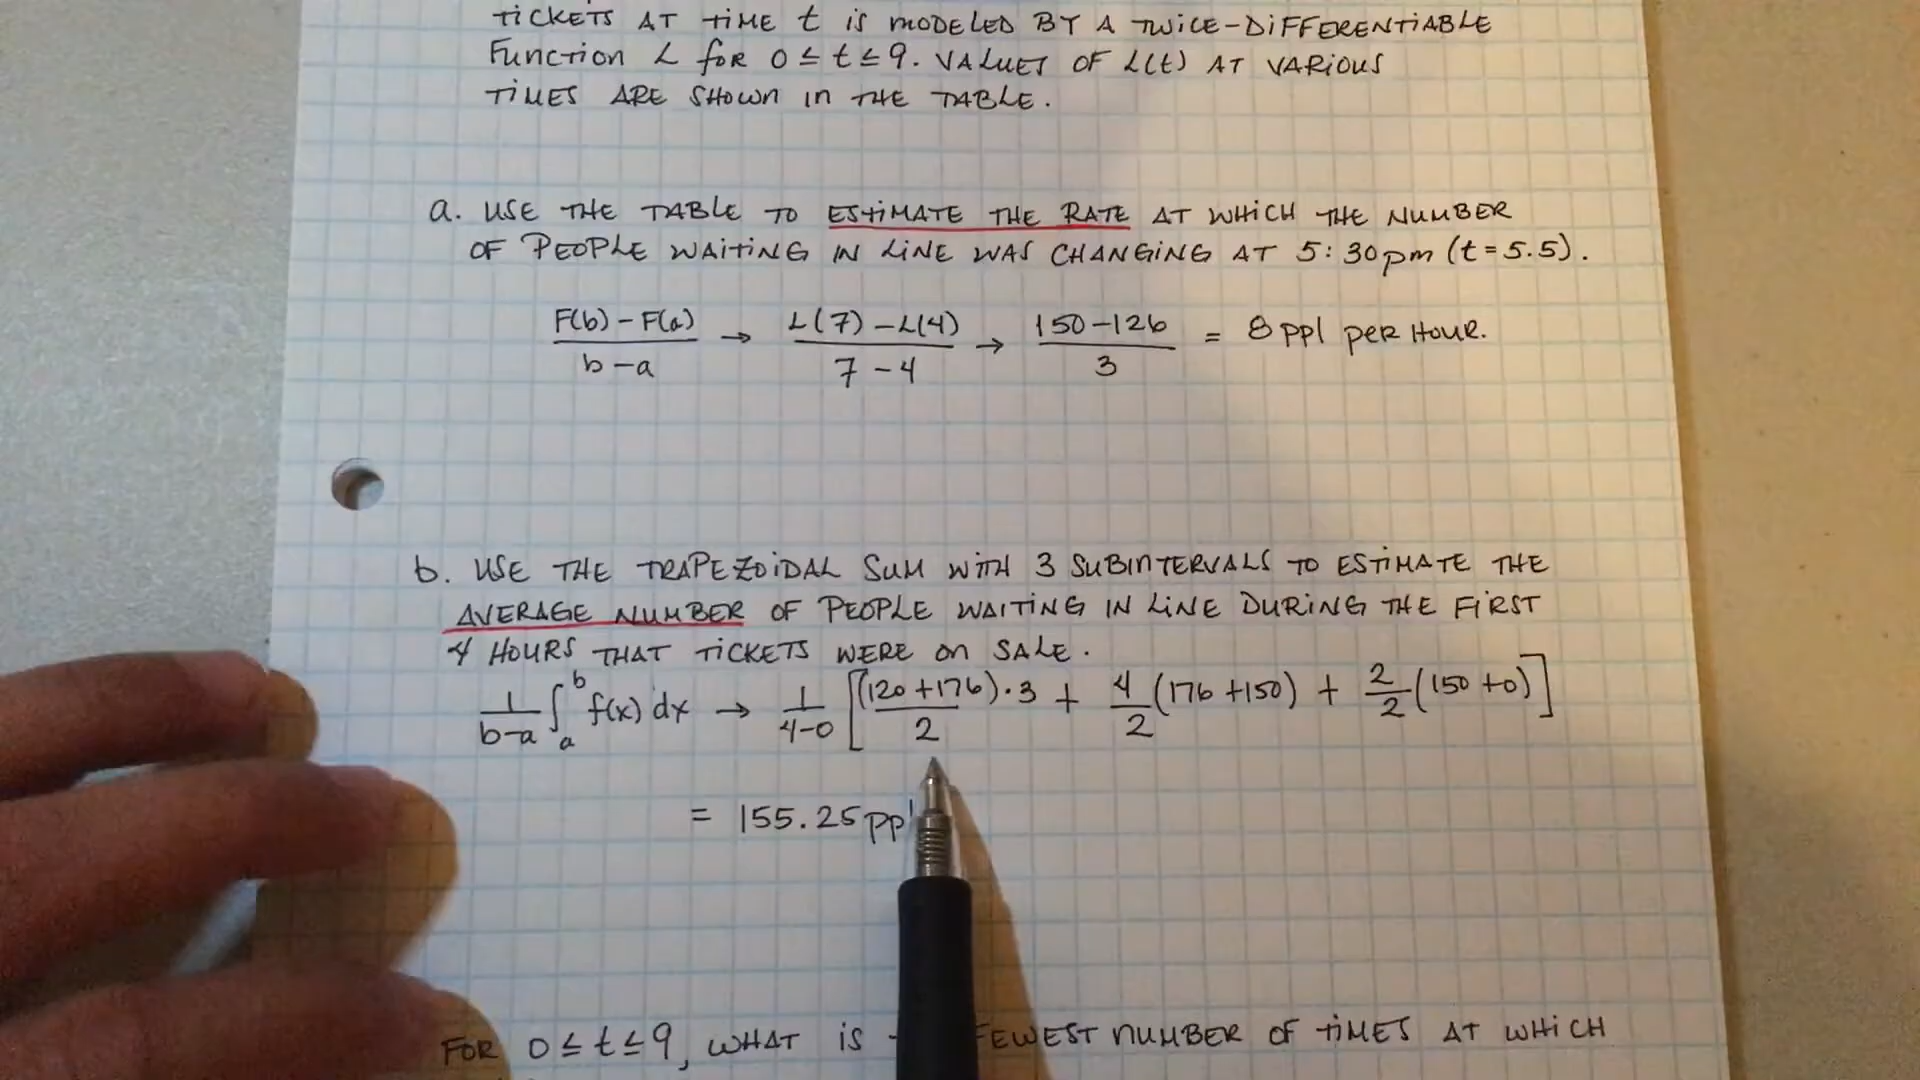 TICKETS AT TIME t IS MODELED BY A TWICE-DIFFERENTIABLE
FUNCTION L FOR 0 ≤ t ≤ 9. VALUES OF L(t) AT VARIOUS
TIMES ARE SHOWN IN THE TABLE.
a. USE THE TABLE TO ESTIMATE THE RATE AT WHICH THE NUMBER
OF PEOPLE WAITING IN LINE WAS CHANGING AT 5:30pm (t=5.5).
F(b)-F(a) / b-a → L(7)-L(4) / 7-4 → 150-126 / 3 = 8 ppl per HOUR.
b. USE THE TRAPEZOIDAL SUM WITH 3 SUBINTERVALS TO ESTIMATE THE
AVERAGE NUMBER OF PEOPLE WAITING IN LINE DURING THE FIRST
4 HOURS THAT TICKETS WERE ON SALE.
1/b-a ∫ₐᵇ f(x) dx → 1/4-0 [(120+176)·3 / 2 + 4/2 (176+150) + 2/2 (150+0)]
= 155.25 ppl
FOR 0 ≤ t ≤ 9, WHAT IS FEWEST NUMBER OF TIMES AT WHICH